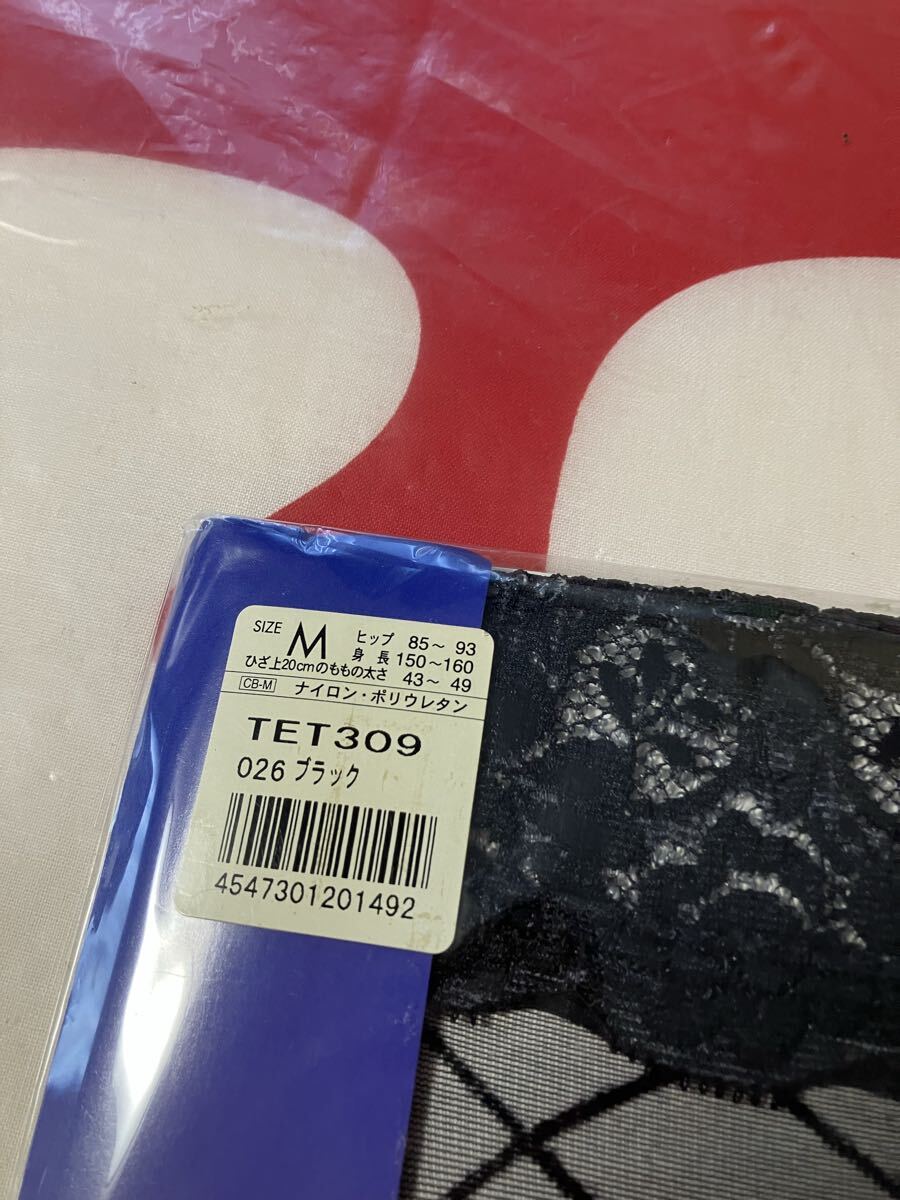 SIZE M ヒップ 85～ 93
身 長 150～160
ひざ上20cmのももの太さ 43～ 49
CB-M ナイロン・ポリウレタン
TET309
026 ブラック
4547301201492